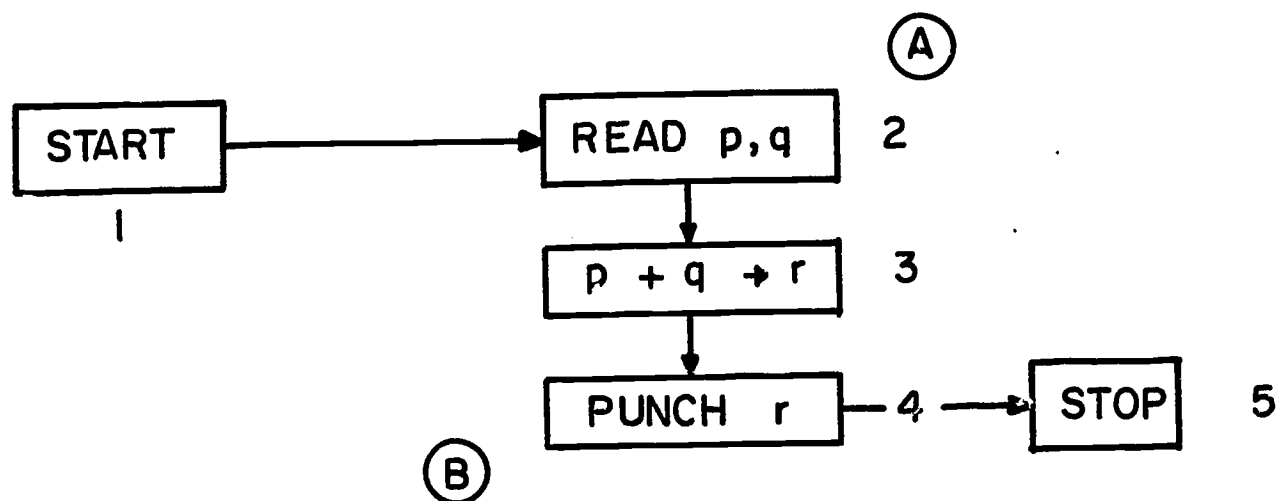 A
START
READ p,q 2
1
p + q → r 3
PUNCH r 4 STOP 5
B